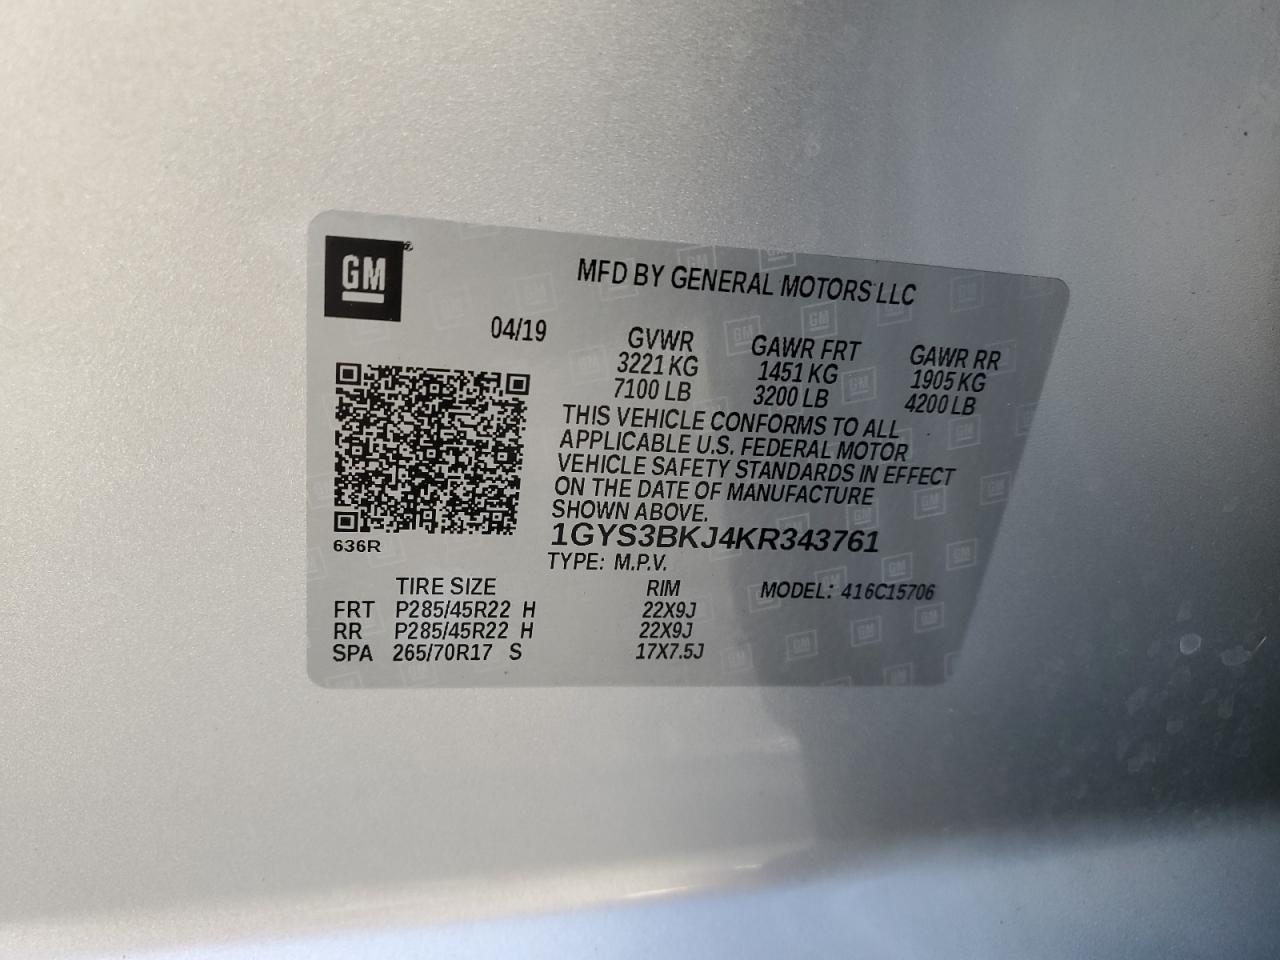 GM
MFD BY GENERAL MOTORS LLC
04/19
GVWR GAWR FRT GAWR RR
3221 KG 1451 KG 1905 KG
7100 LB 3200 LB 4200 LB
THIS VEHICLE CONFORMS TO ALL
APPLICABLE U.S. FEDERAL MOTOR
VEHICLE SAFETY STANDARDS IN EFFECT
ON THE DATE OF MANUFACTURE
SHOWN ABOVE.
1GYS3BKJ4KR343761
636R
TYPE: M.P.V.
TIRE SIZE RIM MODEL: 416C15706
FRT P285/45R22 H 22X9J
RR P285/45R22 H 22X9J
SPA 265/70R17 S 17X7.5J